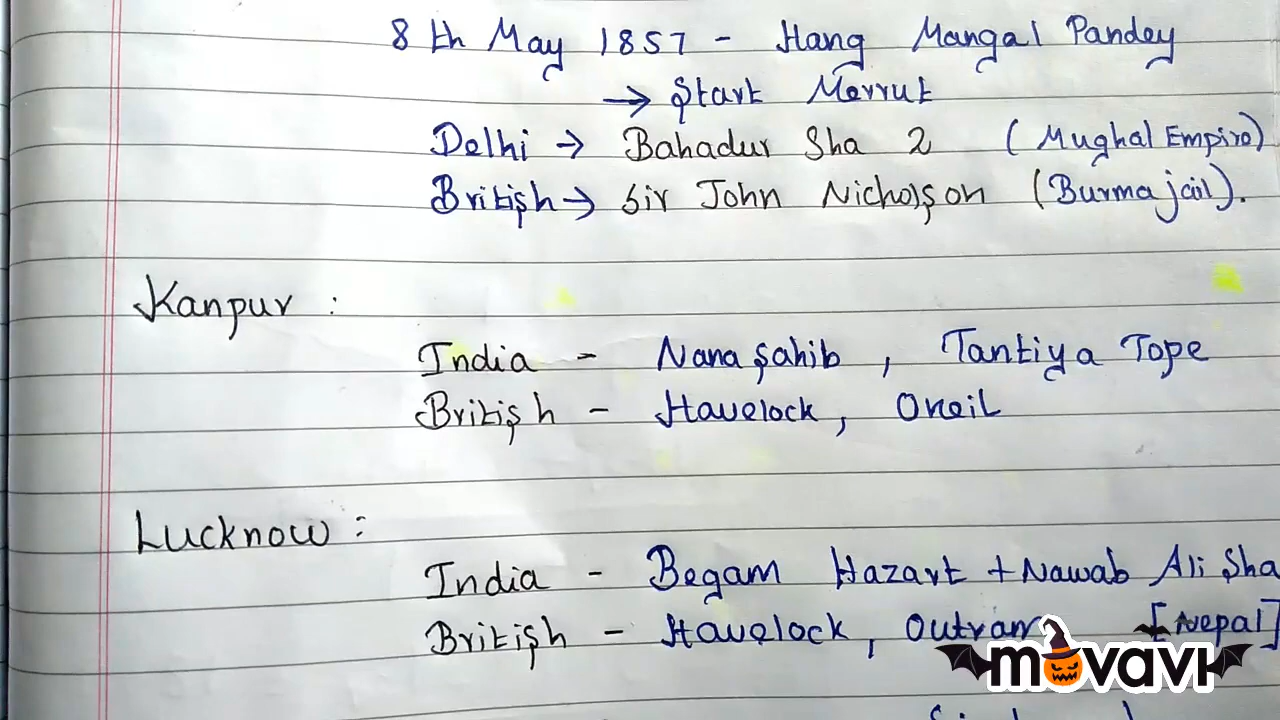 8 th May 1857 - Hang Mangal Pandey
→ Start Merrut
Delhi → Bahadur Sha 2 (Mughal Empire)
British → Sir John Nicholson (Burma jail).
Kanpur :
India - Nana Sahib , Tantiya Tope
British - Havelock , Oneil
Lucknow :
India - Begam Hazart + Nawab Ali Sha
British - Havelock , Outram [Nepal]
movavi